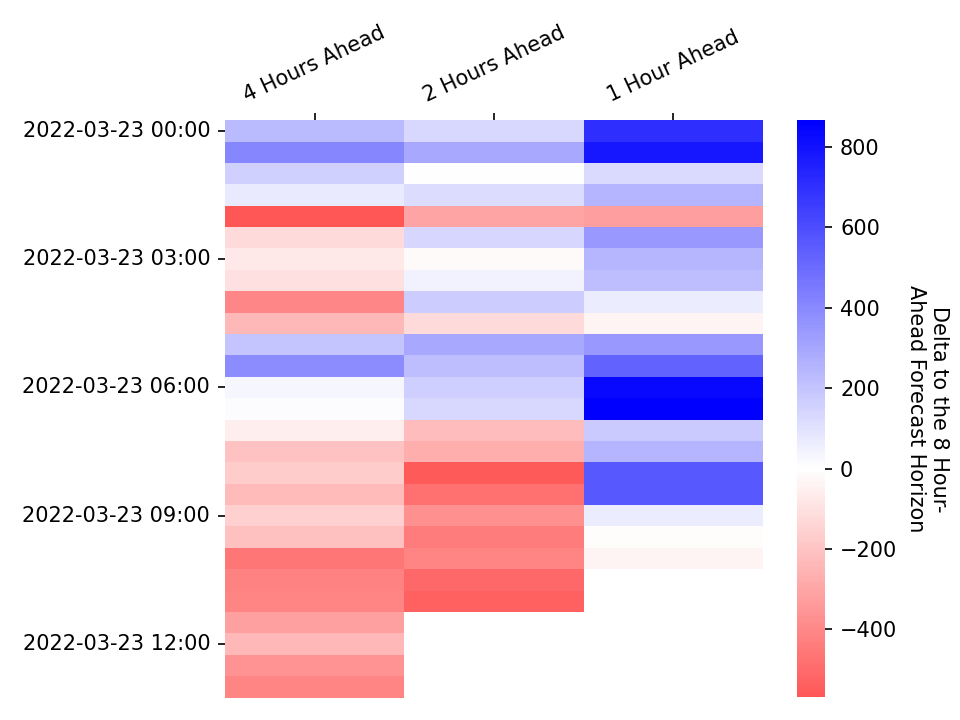 4 Hours Ahead
2 Hours Ahead
1 Hour Ahead
2022-03-23 00:00
2022-03-23 03:00
2022-03-23 06:00
2022-03-23 09:00
2022-03-23 12:00
800
600
400
200
0
−200
−400
Delta to the 8 Hour-
Ahead Forecast Horizon